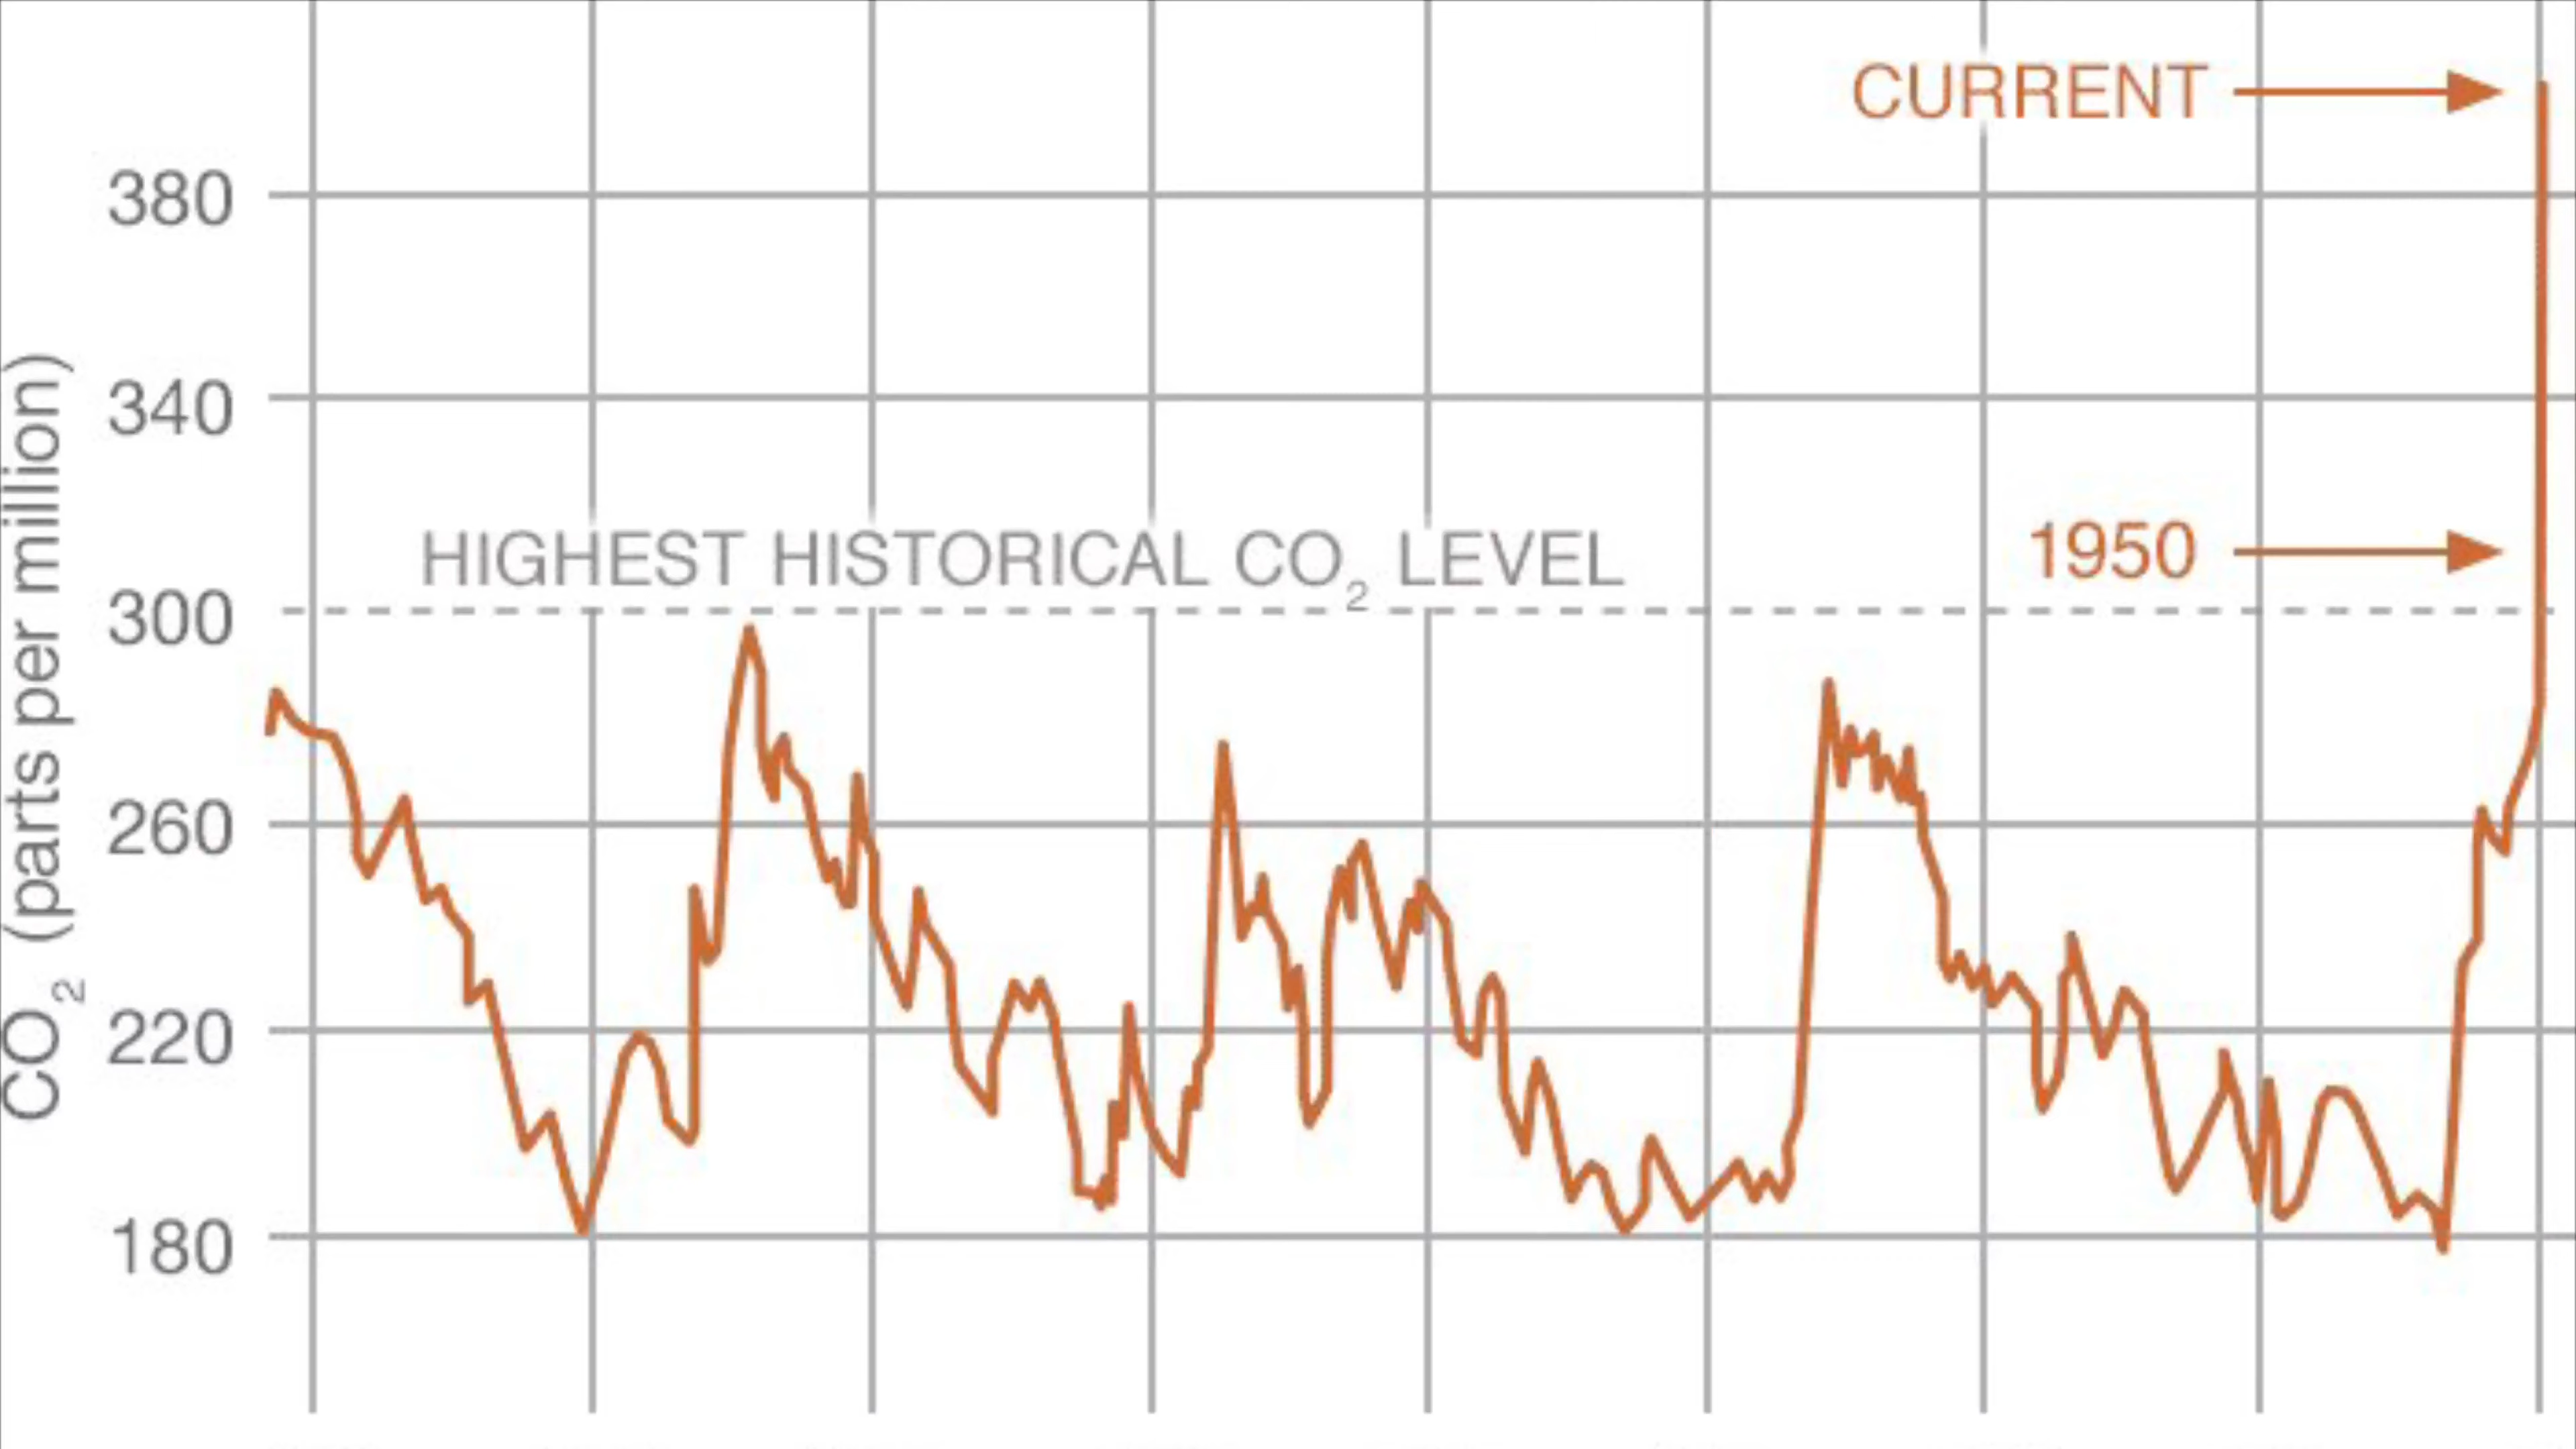 CURRENT
380
340
HIGHEST HISTORICAL CO₂ LEVEL
1950
300
260
220
180
CO₂ (parts per million)